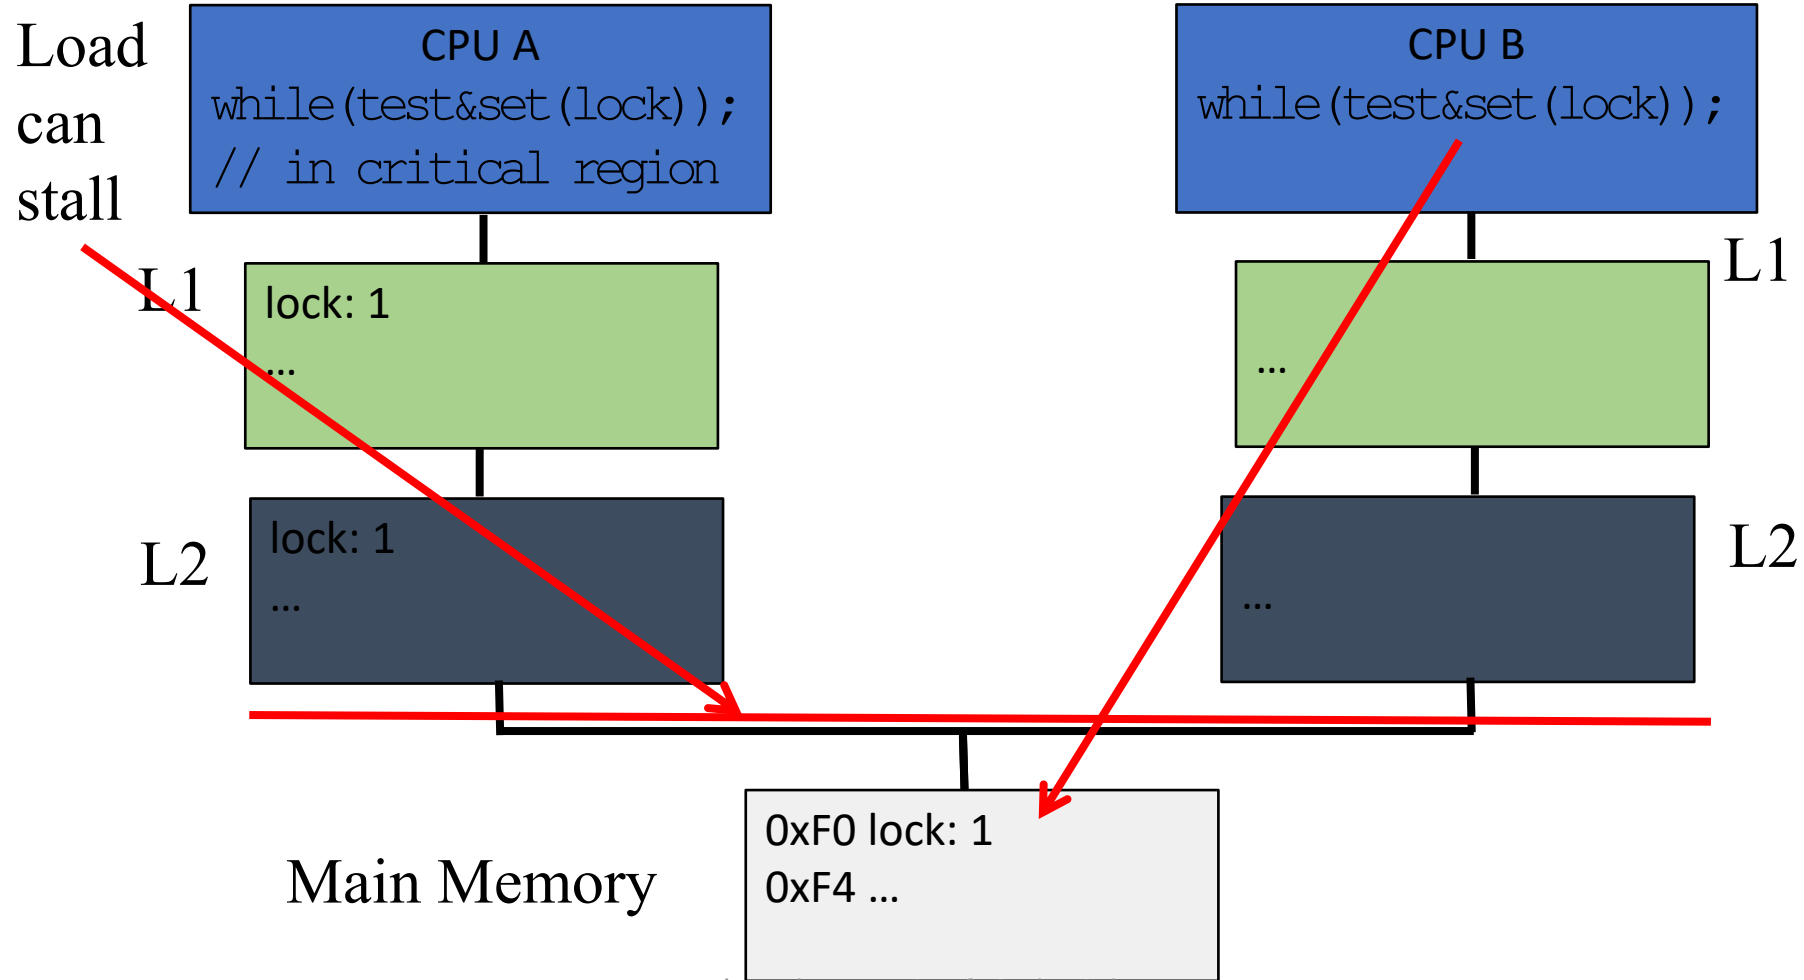 Load
can
stall
CPU A
while(test&set(lock));
// in critical region
CPU B
while(test&set(lock));
L1
lock: 1
...
L1
...
L2
lock: 1
...
L2
...
Main Memory
0xF0 lock: 1
0xF4 ...